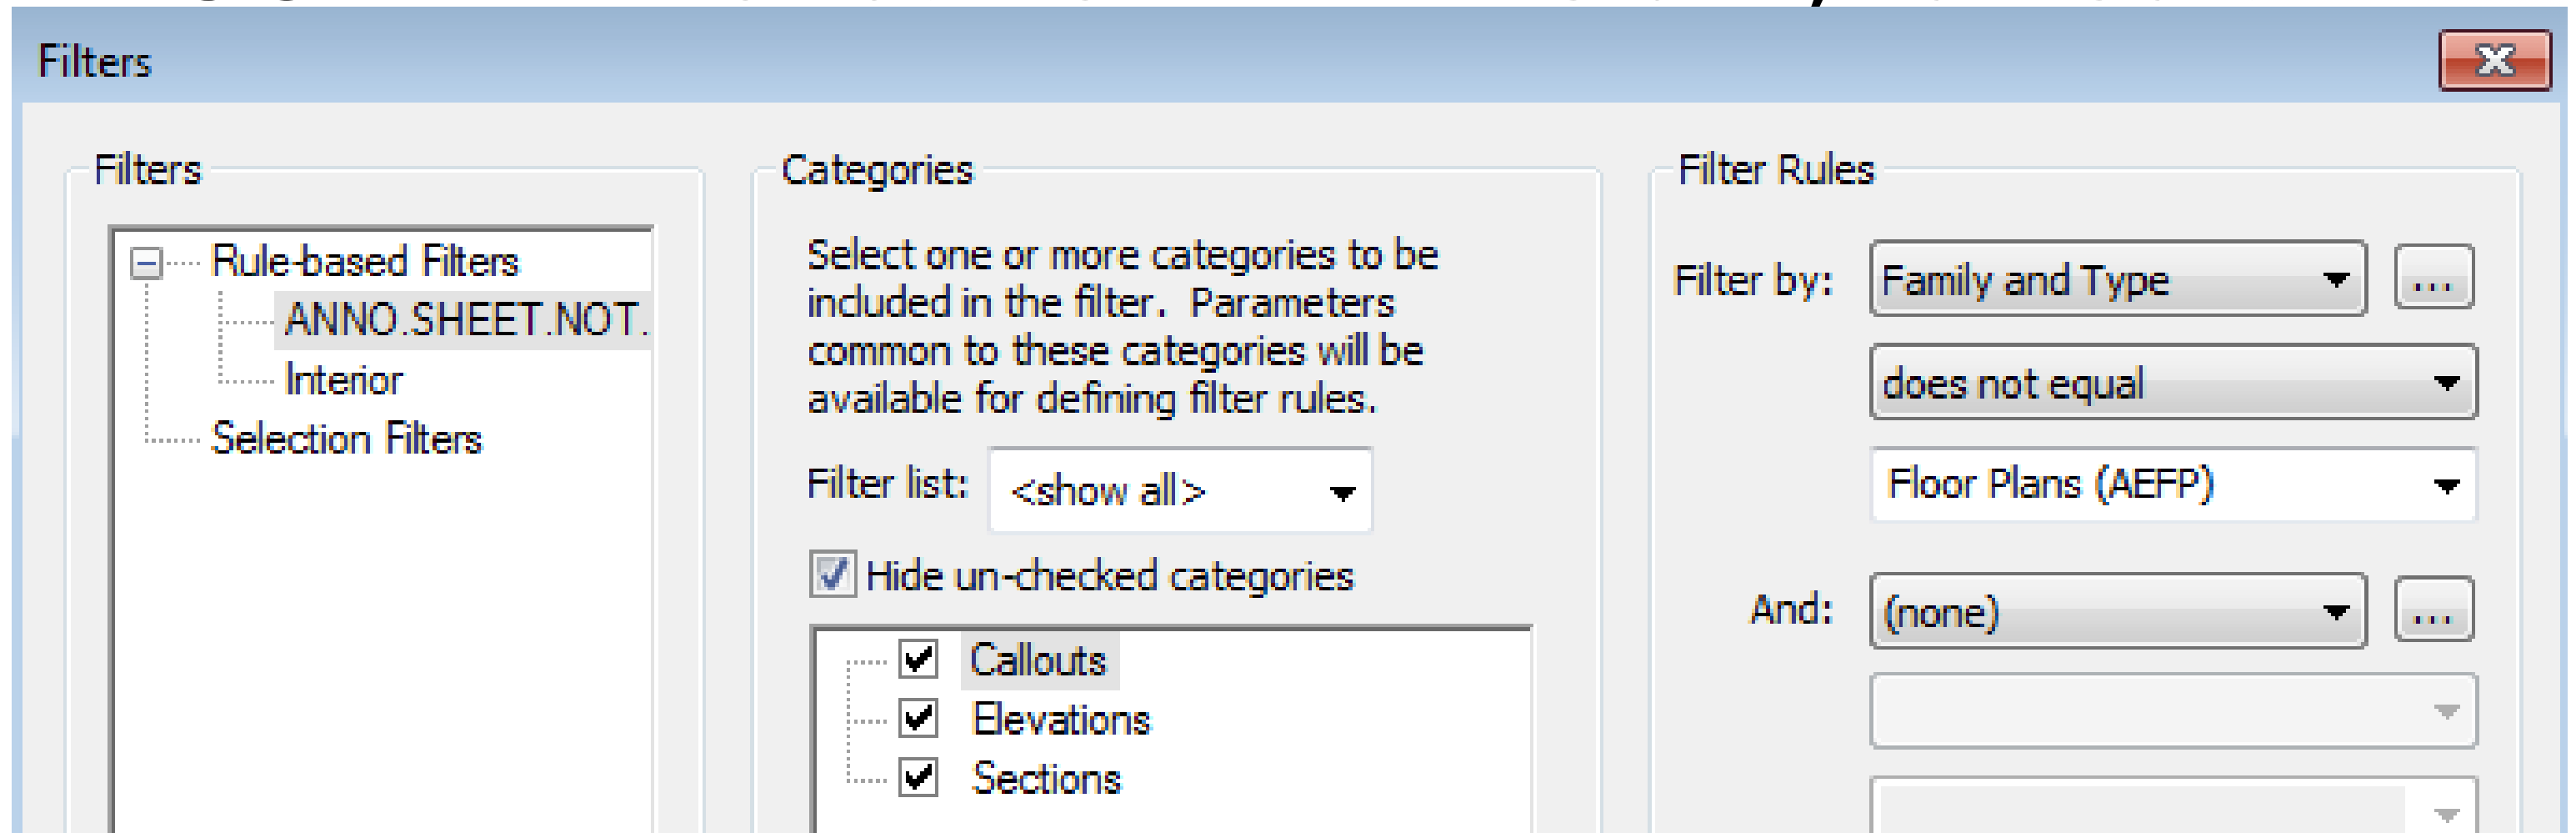 Filters
Filters
Rule-based Filters
ANNO.SHEET.NOT.
Interior
Selection Filters
Categories
Select one or more categories to be
included in the filter. Parameters
common to these categories will be
available for defining filter rules.
Filter list: <show all>
Hide un-checked categories
Callouts
Elevations
Sections
Filter Rules
Filter by: Family and Type ...
does not equal
Floor Plans (AEFP)
And: (none) ...